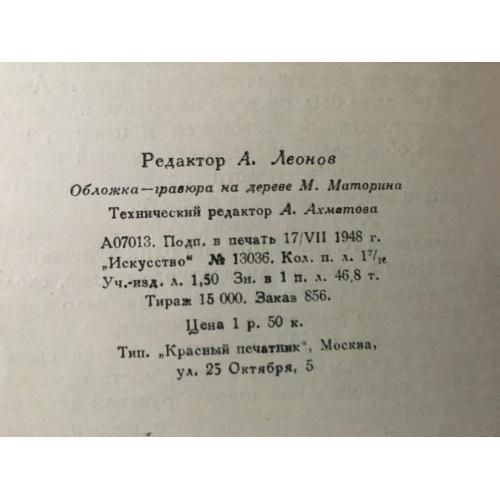 Редактор А. Леонов
Обложка—гравюра на дереве М. Маторина
Технический редактор А. Ахматова
А07013. Подп. в печать 17/VII 1948 г.
„Искусство" № 13036. Кол. п. л. 1⁷/₁₆
Уч.-изд. л. 1,50 Зн. в 1 п. л. 46,8 т.
Тираж 15 000. Заказ 856.
Цена 1 р. 50 к.
Тип. „Красный печатник", Москва,
ул. 25 Октября, 5